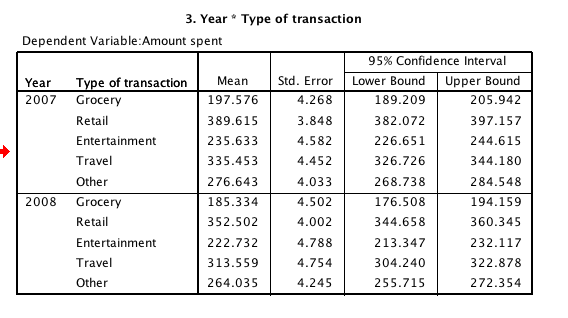 3. Year * Type of transaction
Dependent Variable:Amount spent
95% Confidence Interval
Year Type of transaction Mean Std. Error Lower Bound Upper Bound
2007 Grocery 197.576 4.268 189.209 205.942
Retail 389.615 3.848 382.072 397.157
Entertainment 235.633 4.582 226.651 244.615
Travel 335.453 4.452 326.726 344.180
Other 276.643 4.033 268.738 284.548
2008 Grocery 185.334 4.502 176.508 194.159
Retail 352.502 4.002 344.658 360.345
Entertainment 222.732 4.788 213.347 232.117
Travel 313.559 4.754 304.240 322.878
Other 264.035 4.245 255.715 272.354